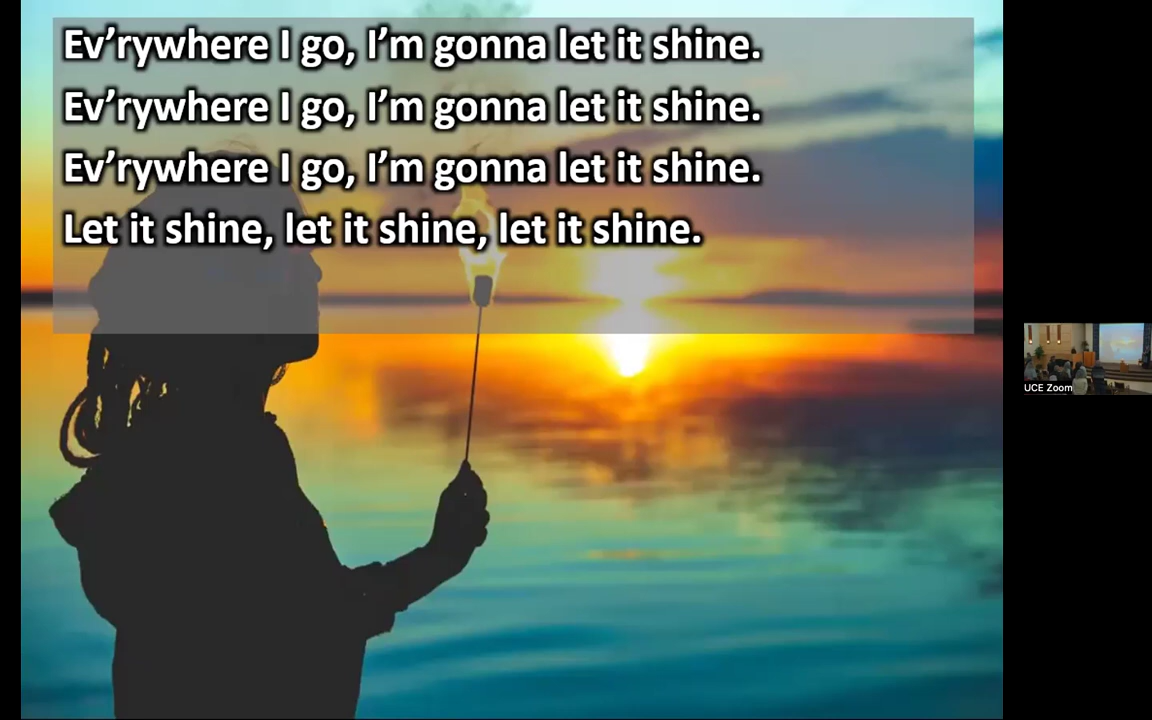 Ev’rywhere I go, I’m gonna let it shine.
Ev’rywhere I go, I’m gonna let it shine.
Ev’rywhere I go, I’m gonna let it shine.
Let it shine, let it shine, let it shine.
UCE Zoom